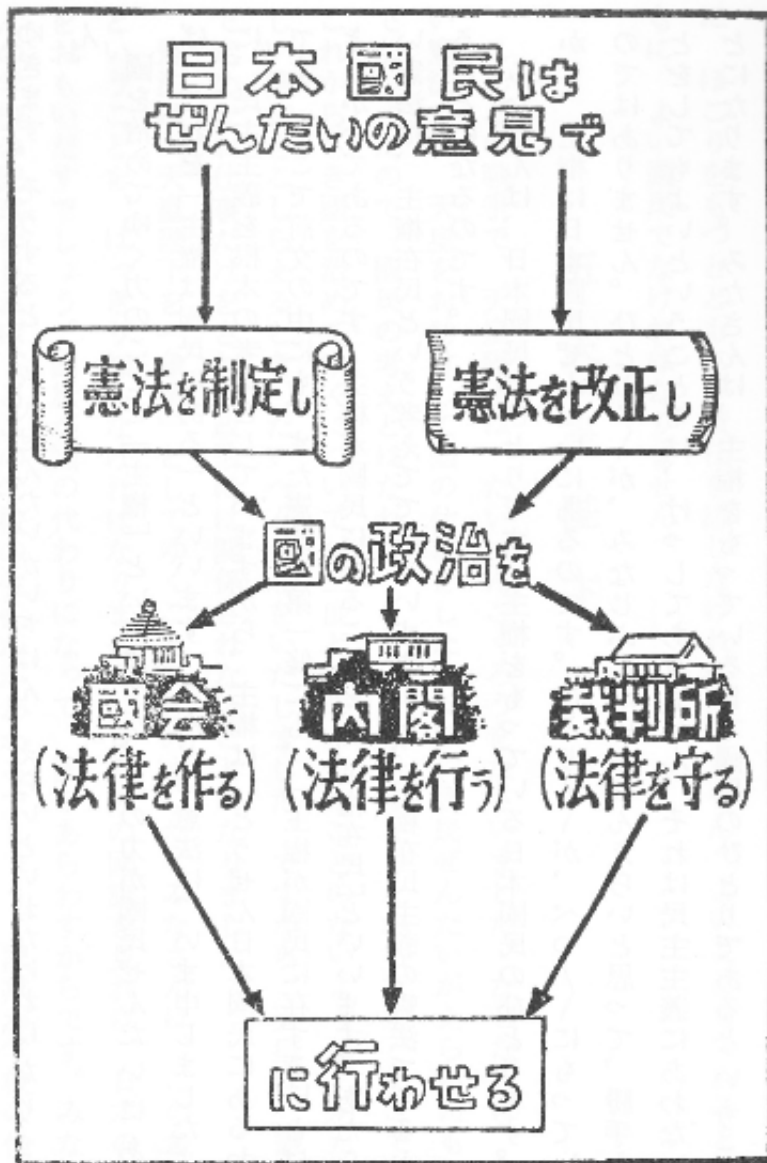 日本國民は
ぜんたいの意見で
憲法を制定し
憲法を改正し
國の政治を
國会
(法律を作る)
内閣
(法律を行う)
裁判所
(法律を守る)
に行わせる